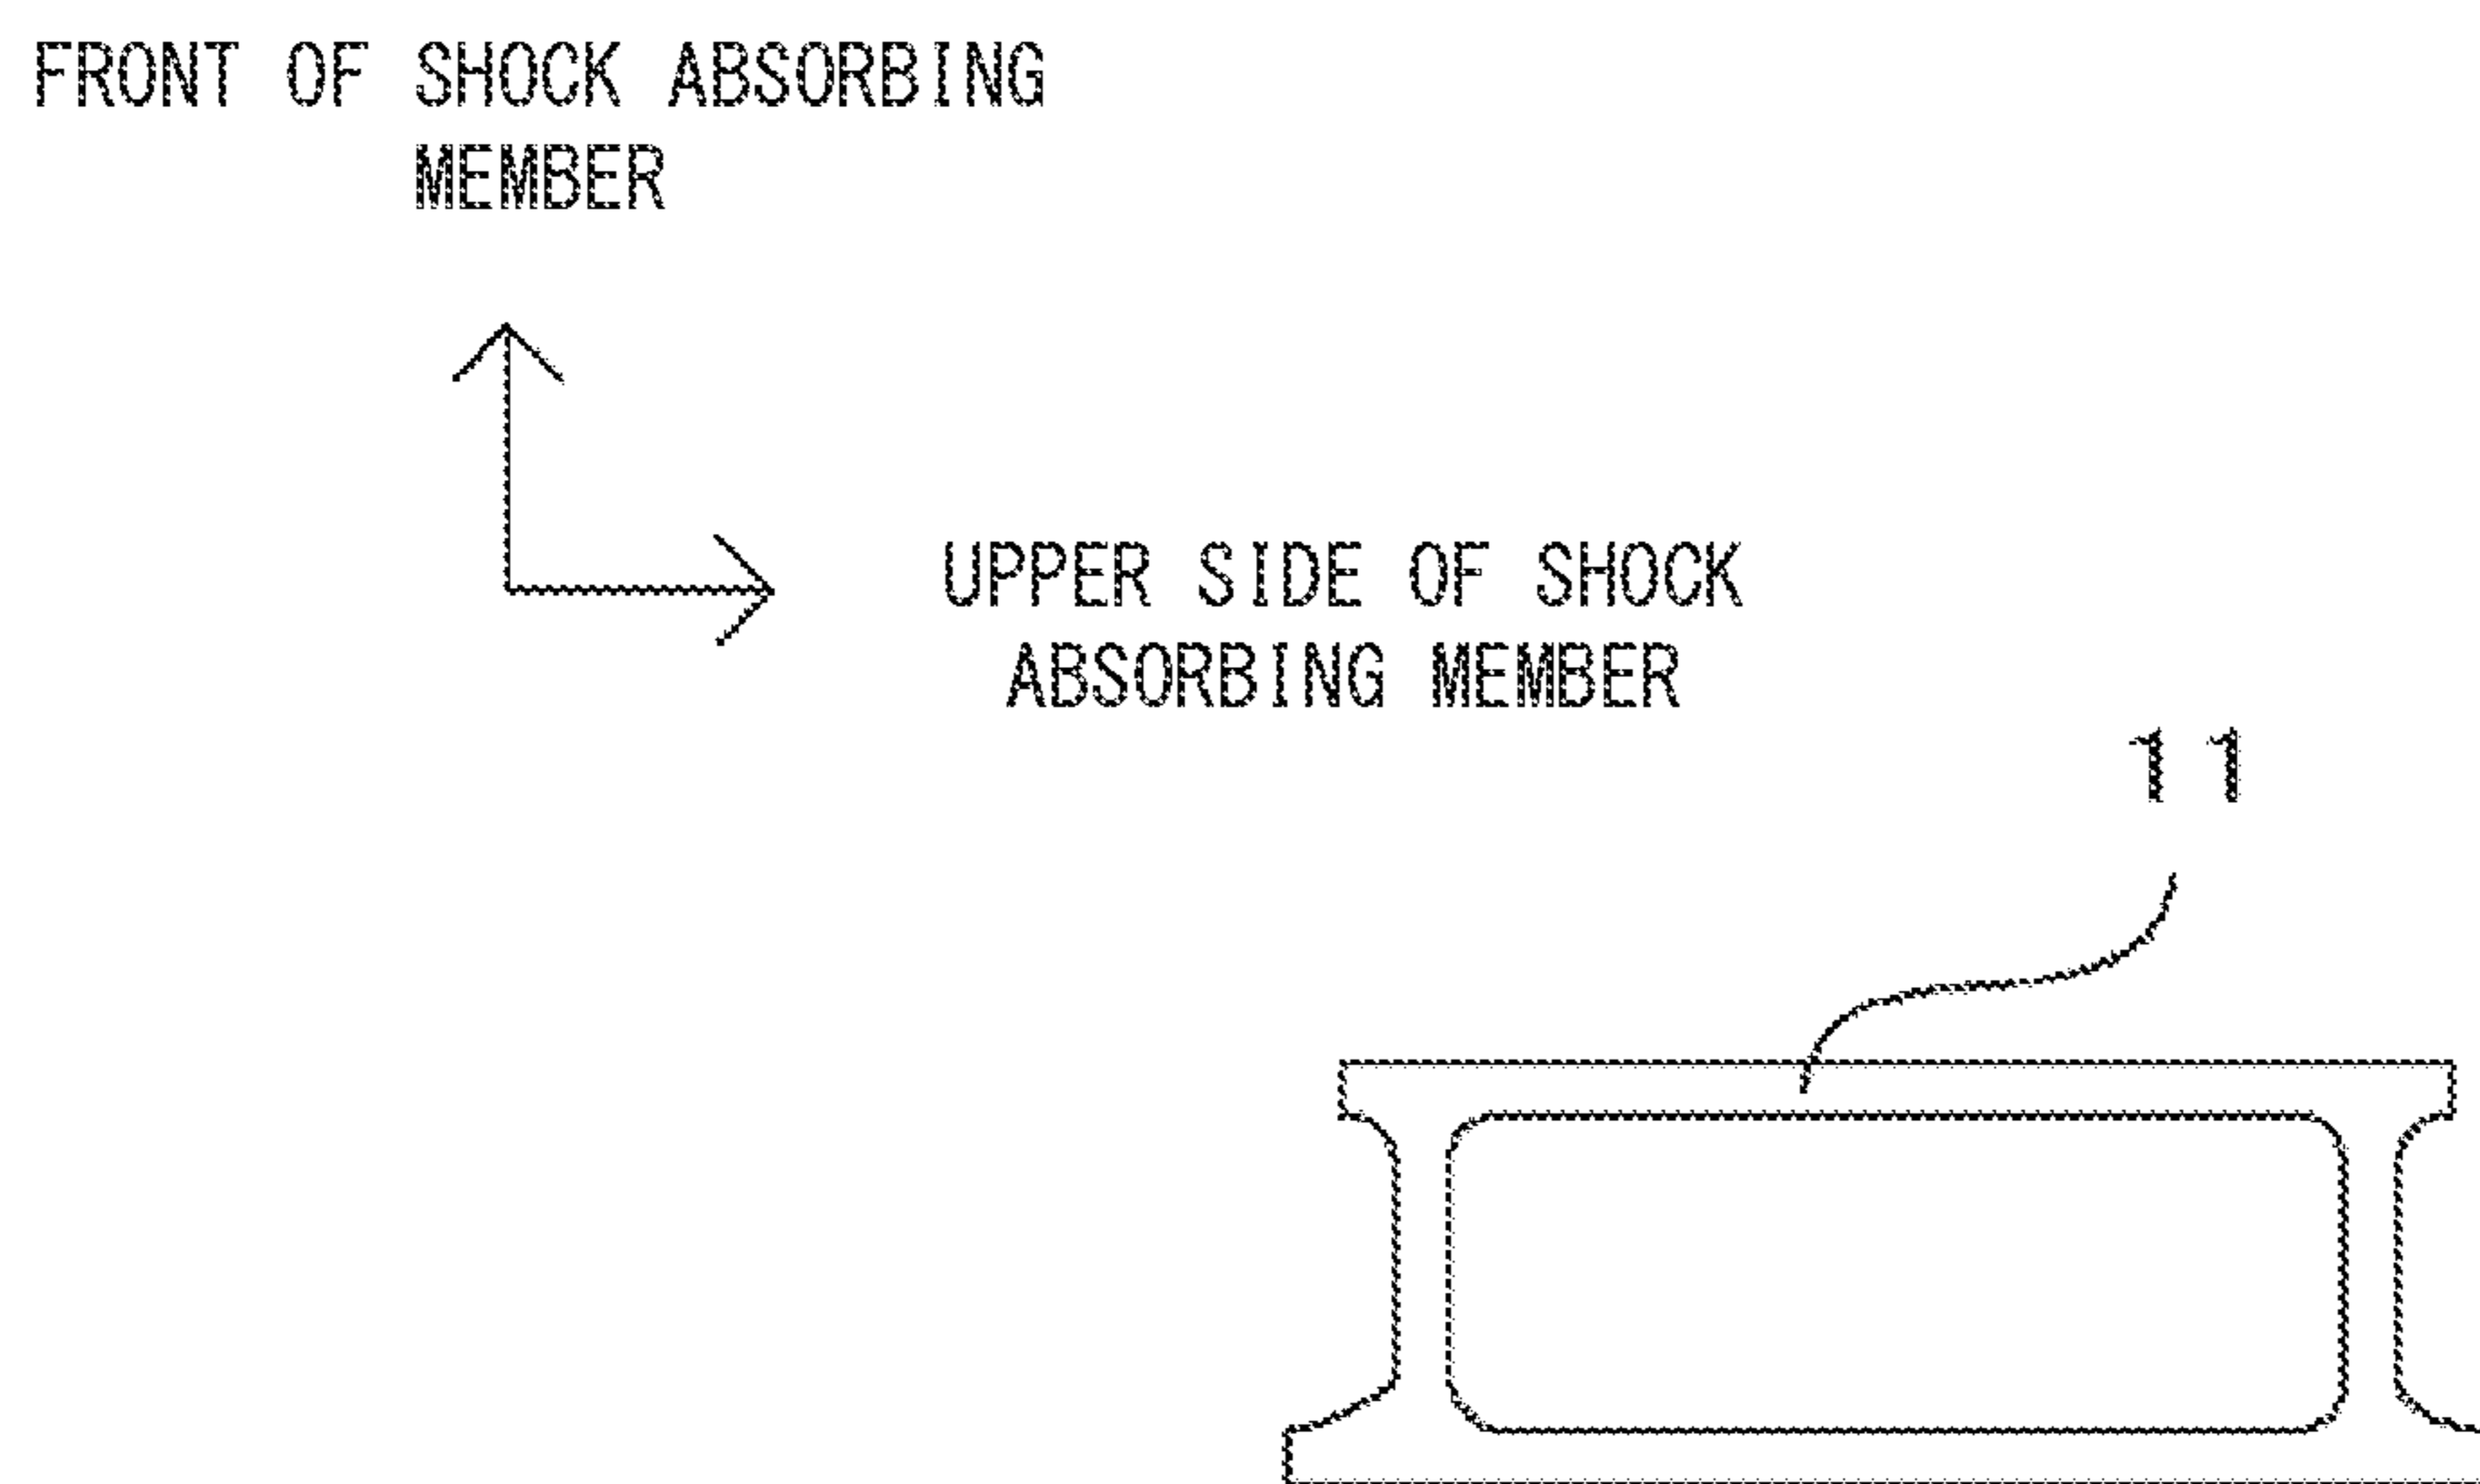 FRONT OF SHOCK ABSORBING
MEMBER
UPPER SIDE OF SHOCK
ABSORBING MEMBER
11